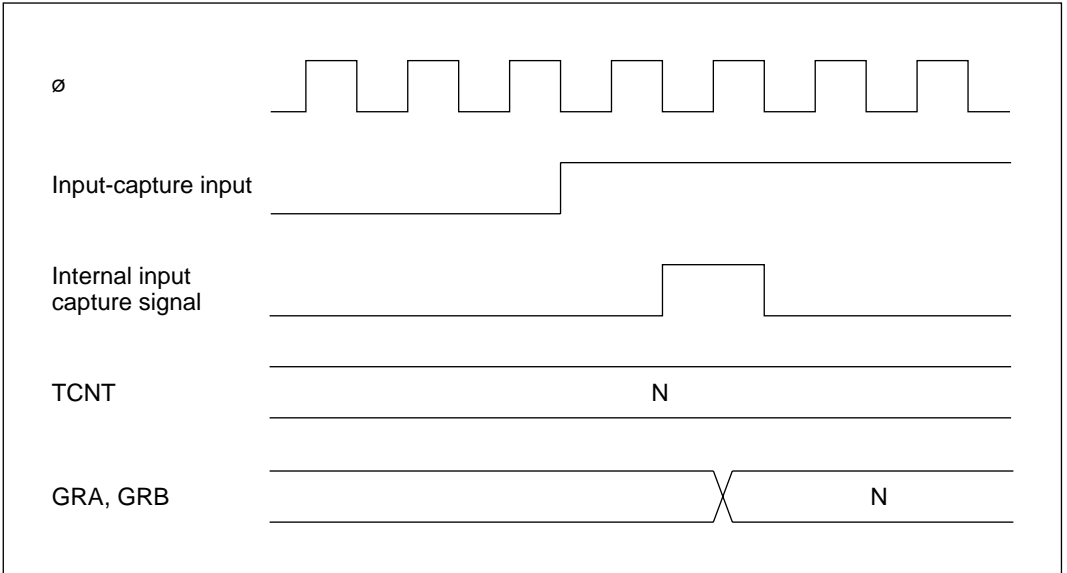 ø
Input-capture input
Internal input
capture signal
TCNT
N
GRA, GRB
N